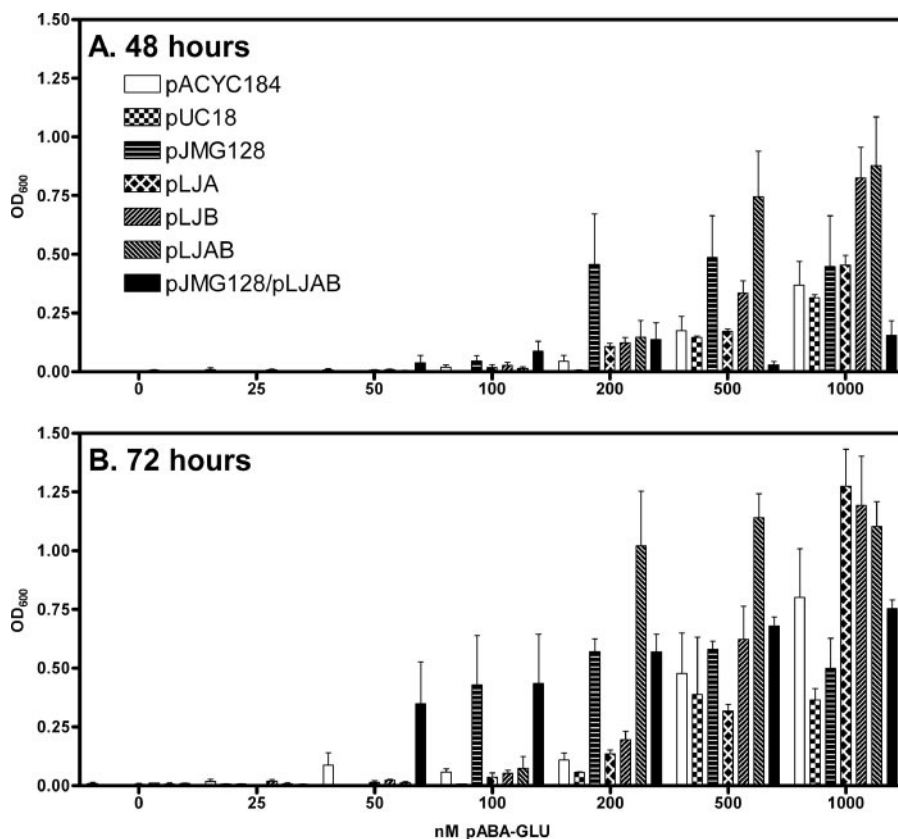 A. 48 hours
pACYC184
pUC18
pJMG128
pLJA
pLJB
pLJAB
pJMG128/pLJAB
OD600
1.50
1.25
1.00
0.75
0.50
0.25
0.00
0 25 50 100 200 500 1000
B. 72 hours
OD600
1.50
1.25
1.00
0.75
0.50
0.25
0.00
0 25 50 100 200 500 1000
nM pABA-GLU